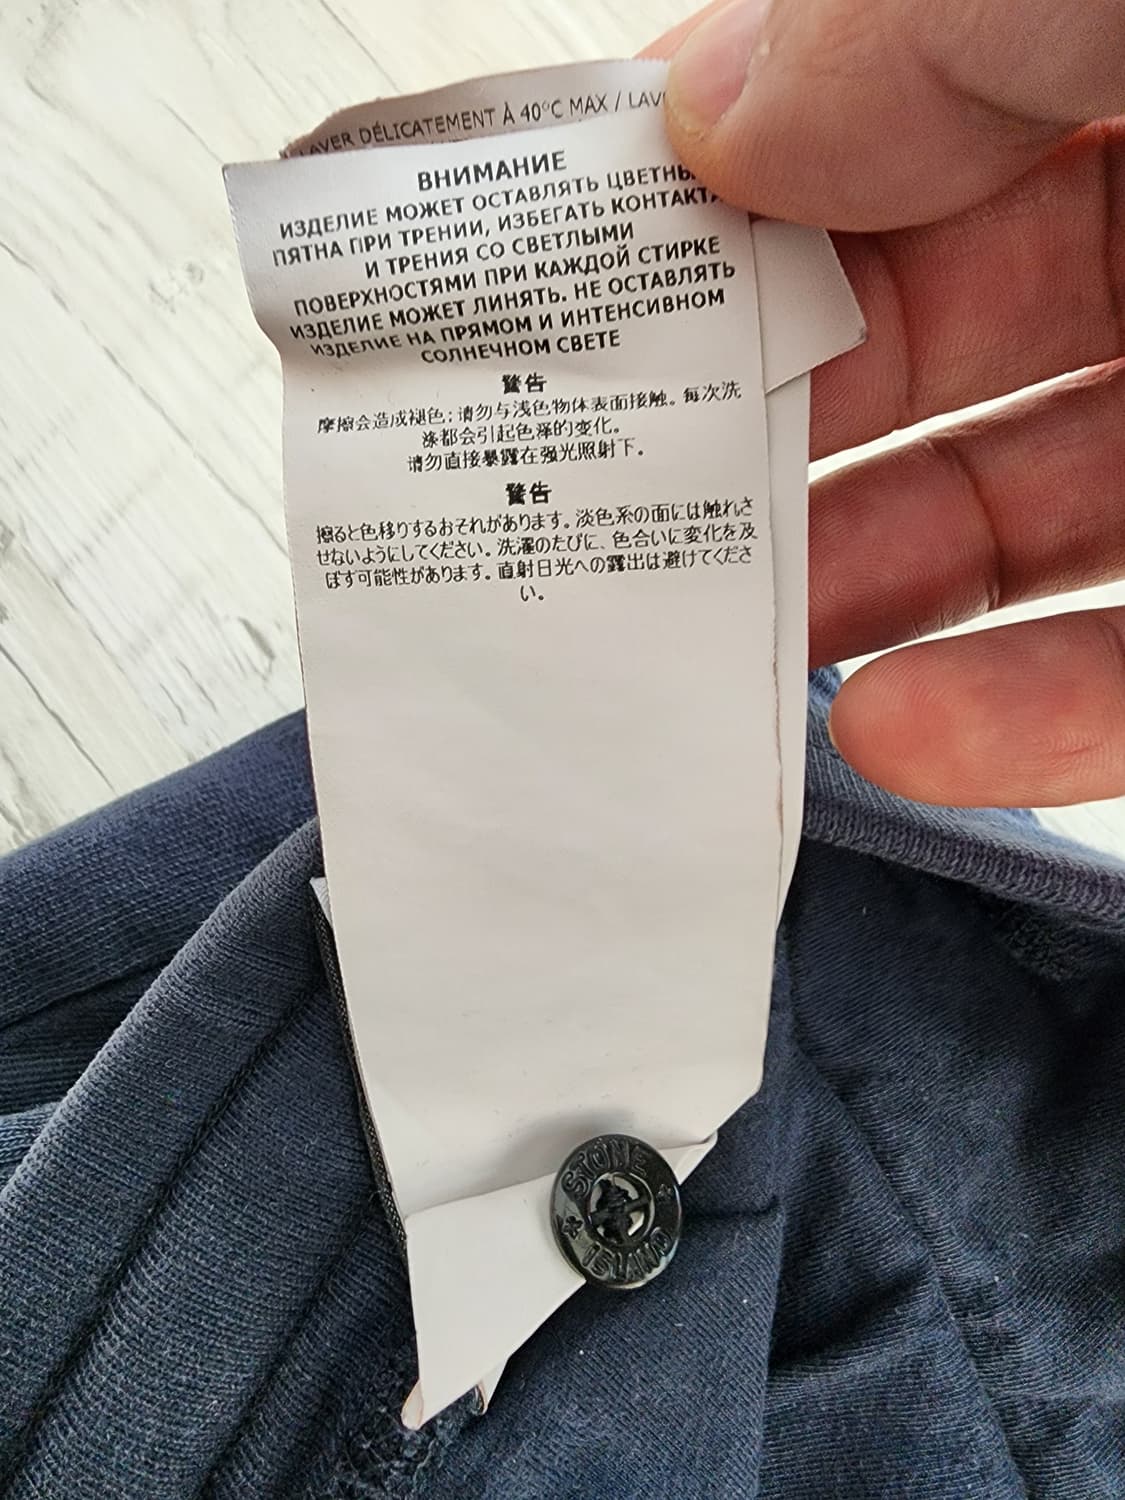 LAVER DÉLICATEMENT À 40°C MAX / LAV
ВНИМАНИЕ
ИЗДЕЛИЕ МОЖЕТ ОСТАВЛЯТЬ ЦВЕТНЫ
ПЯТНА ПРИ ТРЕНИИ, ИЗБЕГАТЬ КОНТАКТА
И ТРЕНИЯ СО СВЕТЛЫМИ
ПОВЕРХНОСТЯМИ ПРИ КАЖДОЙ СТИРКЕ
ИЗДЕЛИЕ МОЖЕТ ЛИНЯТЬ. НЕ ОСТАВЛЯТЬ
ИЗДЕЛИЕ НА ПРЯМОМ И ИНТЕНСИВНОМ
СОЛНЕЧНОМ СВЕТЕ
警告
摩擦会造成褪色；请勿与浅色物体表面接触。每次洗
涤都会引起色泽的变化。
请勿直接暴露在强光照射下。
警告
擦ると色移りするおそれがあります。淡色系の面には触れさ
せないようにしてください。洗濯のたびに、色合いに変化を及
ぼす可能性があります。直射日光への露出は避けてくださ
い。
STONE
ISLAND